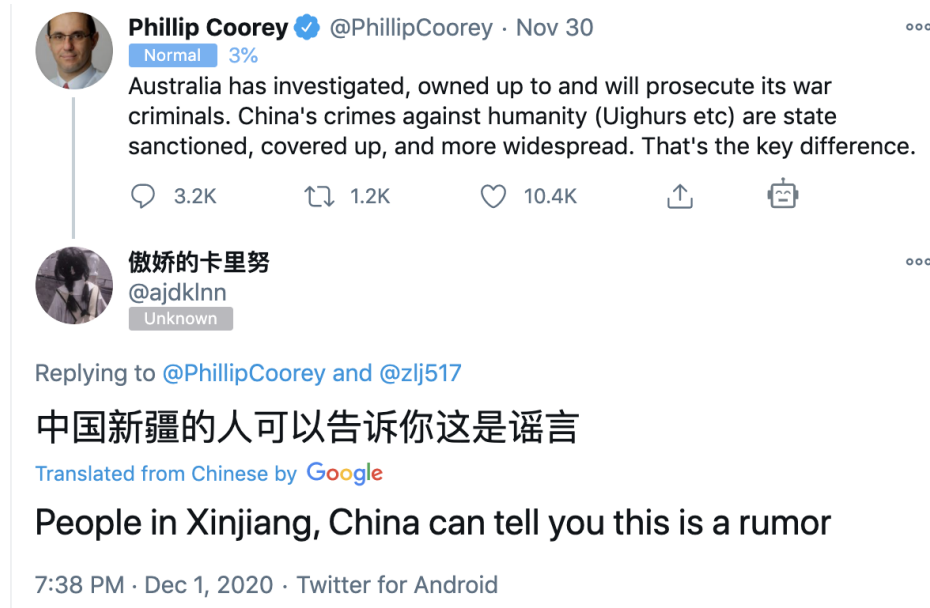 Phillip Coorey @PhillipCoorey · Nov 30
Normal 3%
Australia has investigated, owned up to and will prosecute its war
criminals. China's crimes against humanity (Uighurs etc) are state
sanctioned, covered up, and more widespread. That's the key difference.
3.2K 1.2K 10.4K
傲娇的卡里努
@ajdklnn
Unknown
Replying to @PhillipCoorey and @zlj517
中国新疆的人可以告诉你这是谣言
Translated from Chinese by Google
People in Xinjiang, China can tell you this is a rumor
7:38 PM · Dec 1, 2020 · Twitter for Android